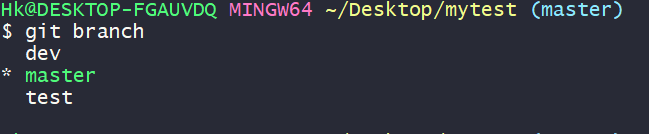 Hk@DESKTOP-FGAUVDQ MINGW64 ~/Desktop/mytest (master)
$ git branch
  dev
* master
  test